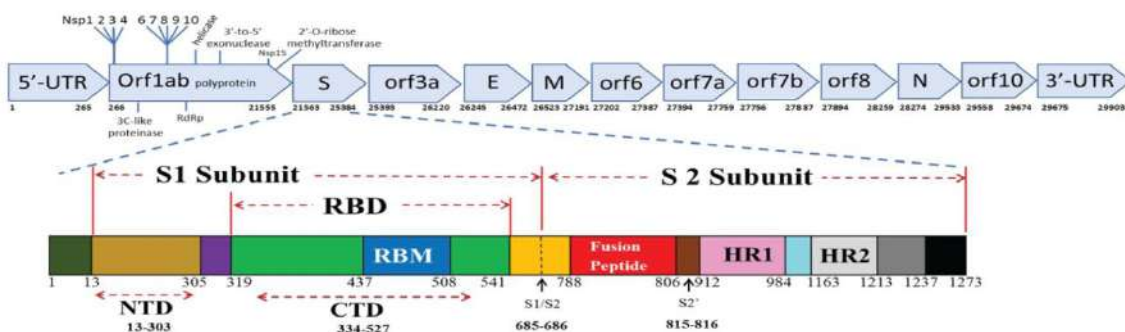 Nsp1 2 3 4 6 7 8 9 10 helicase 3'-to-5' exonuclease Nsp15 2'-O-ribose methyltransferase
5'-UTR Orf1ab polyprotein S orf3a E M orf6 orf7a orf7b orf8 N orf10 3'-UTR
1 265 266 21555 21563 25384 25393 26220 26245 26472 26523 27191 27202 27387 27394 27759 27756 27887 27894 28259 28274 29533 29558 29674 29675 29903
3C-like proteinase RdRp
S1 Subunit S 2 Subunit
RBD
RBM Fusion Peptide HR1 HR2
1 13 305 319 437 508 541 788 806 912 984 1163 1213 1237 1273
NTD CTD S1/S2 S2'
13-303 334-527 685-686 815-816